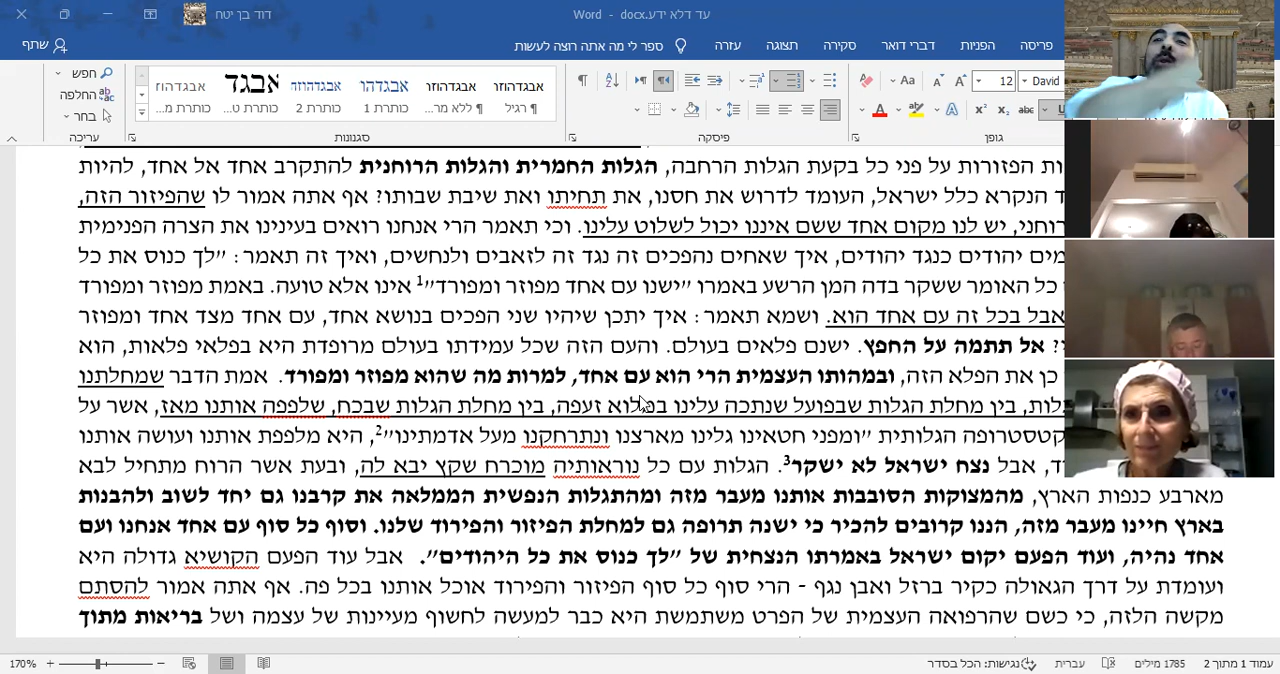 עד דלא ידע.docx - Word
דוד בן יטח
פריסה הפניות דברי דואר סקירה תצוגה עזרה ספר לי מה אתה רוצה לעשות שתף
חפש
החלפה
בחר
עריכה
אבגדהוזו אבגדהוזו אבגדהו אבגדהוזח אבגד אבגדהוזו
¶ רגיל ¶ ללא מר... כותרת 1 כותרת 2 כותרת ט... כותרת מ...
סגנונות
פיסקה
David 12
גופן
ות הפזורות על פני כל בקעת הגלות הרחבה, הגלות החמרית והגלות הרוחנית להתקרב אחד אל אחד, להיות
ד הנקרא כלל ישראל, העומד לדרוש את חסנו, את תחיתו ואת שיבת שבותו? אף אתה אמור לו שהפיזור הזה,
רוחני, יש לנו מקום אחד ששם איננו יכול לשלוט עלינו. וכי תאמר הרי אנחנו רואים בעינינו את הצרה הפנימית
מים יהודים כנגד יהודים, איך שאחים נהפכים זה נגד זה לזאבים ולנחשים, ואיך זה תאמר: "לך כנוס את כל
כל האומר ששקר בדה המן הרשע באמרו "ישנו עם אחד מפוזר ומפורד"1 אינו אלא טועה. באמת מפוזר ומפורד
אבל בכל זה עם אחד הוא. ושמא תאמר: איך יתכן שיהיו שני הפכים בנושא אחד, עם אחד מצד אחד ומפוזר
? אל תתמה על החפץ. ישנם פלאים בעולם. והעם הזה שכל עמידתו בעולם מרופדת היא בפלאי פלאות, הוא
כן את הפלא הזה, ובמהותו העצמית הרי הוא עם אחד, למרות מה שהוא מפוזר ומפורד. אמת הדבר שמחלתנו
גלות, בין מחלת הגלות שבפועל שנתכה עלינו במלוא זעפה, בין מחלת הגלות שבכח, שלפפה אותנו מאז, אשר על
קטסטרופה הגלותית "ומפני חטאינו גלינו מארצנו ונתרחקנו מעל אדמתינו"2, היא מלפפת אותנו ועושה אותנו
ד, אבל נצח ישראל לא ישקר3. הגלות עם כל נוראותיה מוכרח שקץ יבא לה, ובעת אשר הרוח מתחיל לבא
מארבע כנפות הארץ, מהמצוקות הסובבות אותנו מעבר מזה ומהתגלות הנפשית הממלאה את קרבנו גם יחד לשוב ולהבנות
בארץ חיינו מעבר מזה, הננו קרובים להכיר כי ישנה תרופה גם למחלת הפיזור והפירוד שלנו. וסוף כל סוף עם אחד אנחנו ועם
אחד נהיה, ועוד הפעם יקום ישראל באמרתו הנצחית של "לך כנוס את כל היהודים". אבל עוד הפעם הקושיא גדולה היא
ועומדת על דרך הגאולה כקיר ברזל ואבן נגף - הרי סוף כל סוף הפיזור והפירוד אוכל אותנו בכל פה. אף אתה אמור להסתם
מקשה הלזה, כי כשם שהרפואה העצמית של הפרט משתמשת היא כבר למעשה לחשוף מעיינות של עצמה ושל בריאות מתוך
עמוד 1 מתוך 2 1785 מילים עברית נגישות: הכל בסדר 170%